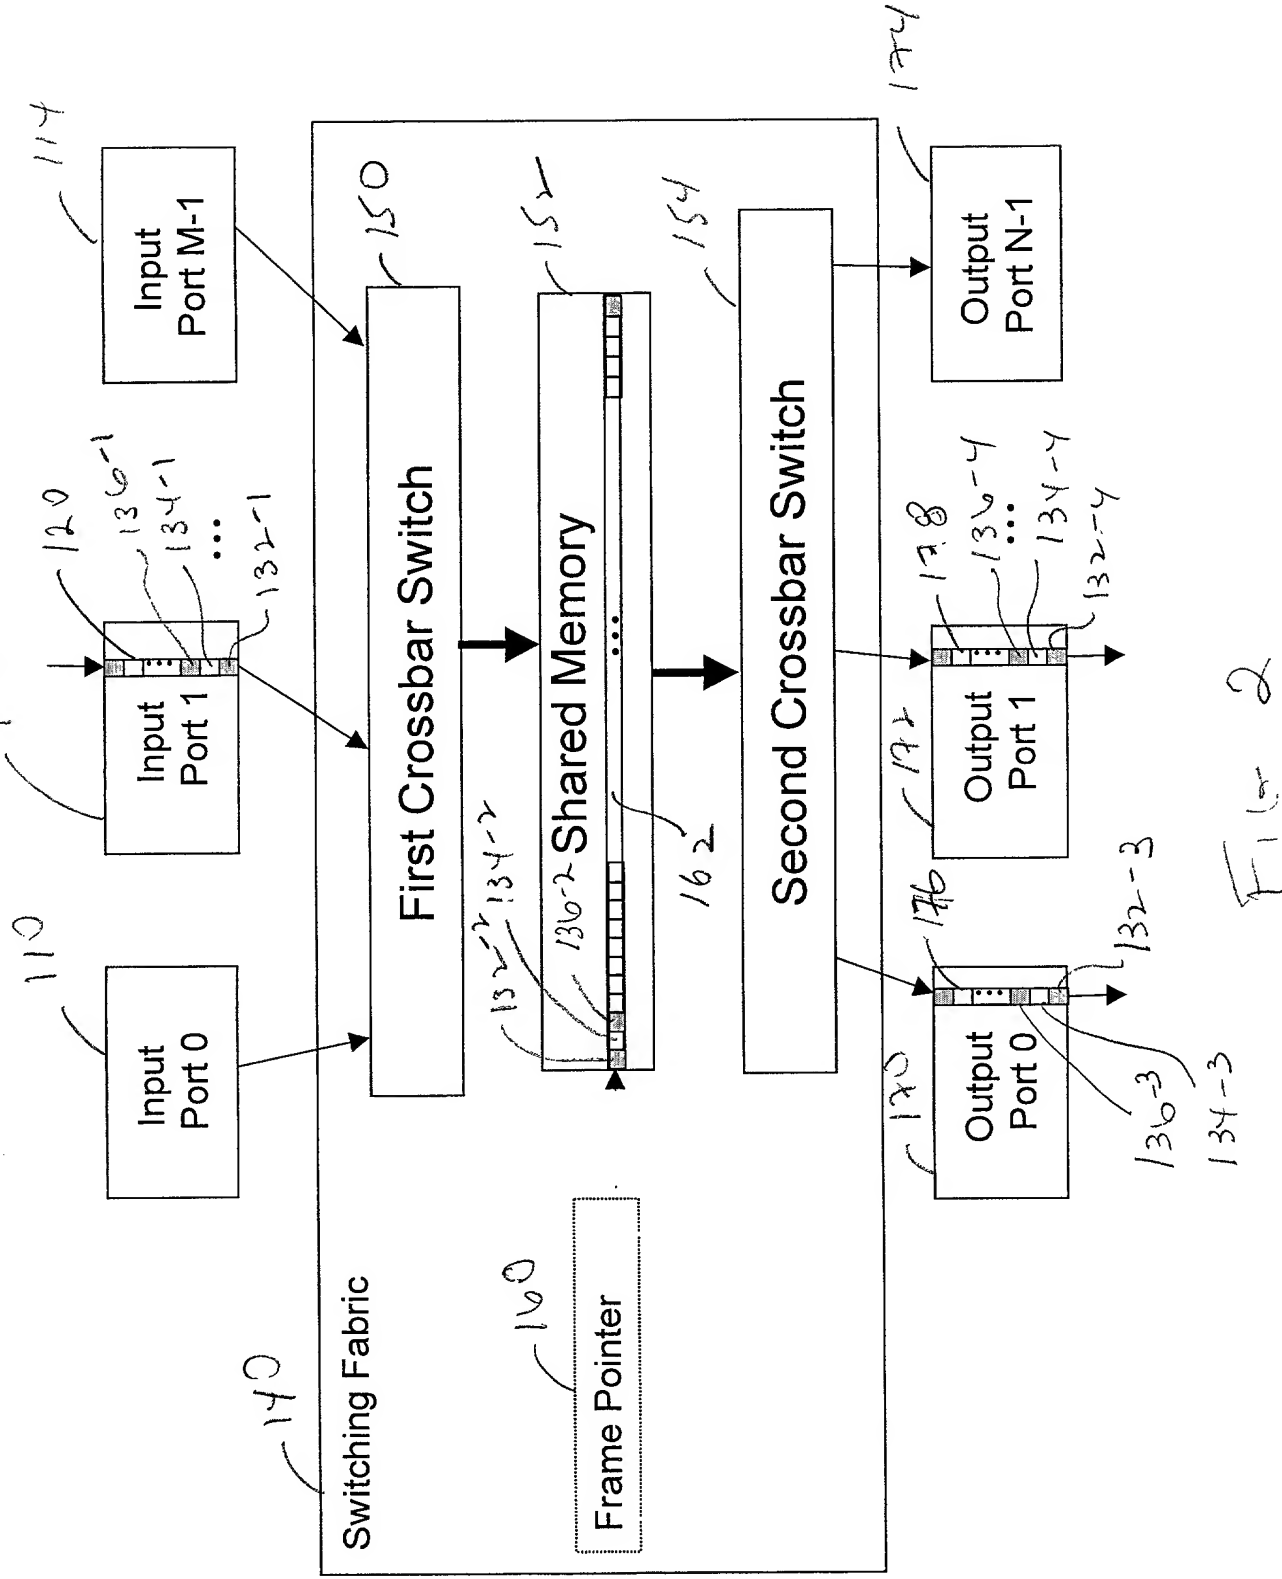 110
114
120
136-1
134-1
...
132-1
Input
Port 0
Input
Port 1
Input
Port M-1
140
Switching Fabric
150
First Crossbar Switch
132-2
134-2
136-2
152
Shared Memory
...
162
160
Frame Pointer
154
Second Crossbar Switch
170
176
172
178
174
136-4
...
134-4
132-4
Output
Port 0
Output
Port 1
Output
Port N-1
132-3
136-3
134-3
Fig 2